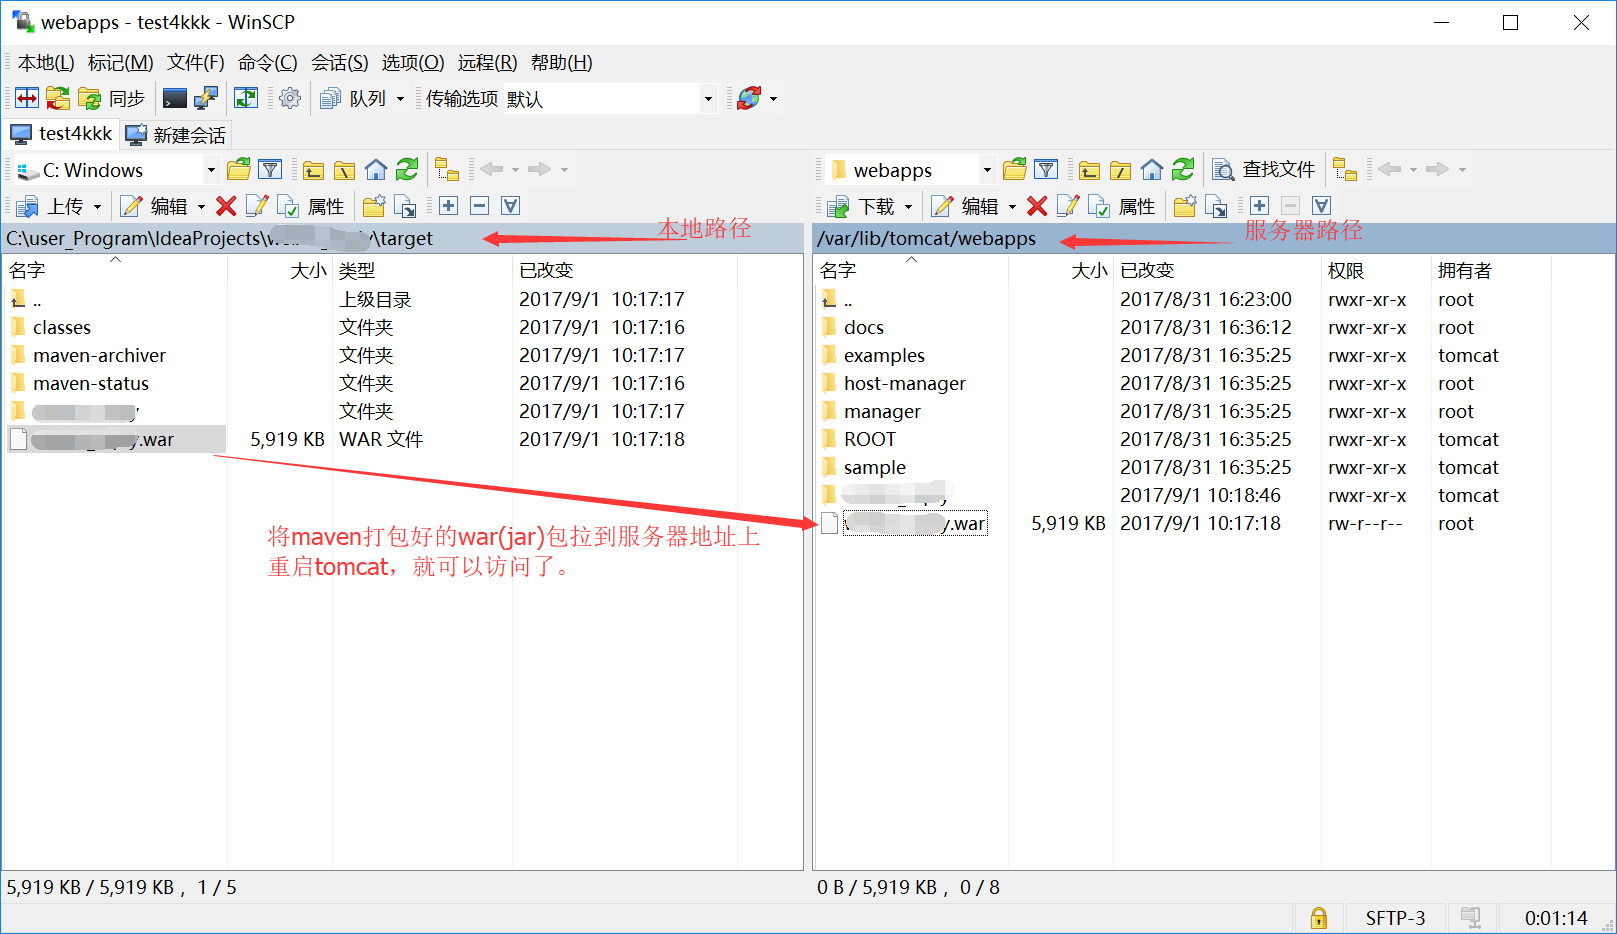 webapps - test4kkk - WinSCP
本地(L) 标记(M) 文件(F) 命令(C) 会话(S) 选项(O) 远程(R) 帮助(H)
同步 队列 传输选项 默认
test4kkk 新建会话
C: Windows
webapps 查找文件
上传 编辑 属性
下载 编辑 属性
C:\user_Program\IdeaProjects\ \target 本地路径
/var/lib/tomcat/webapps 服务器路径
名字 大小 类型 已改变
.. 上级目录 2017/9/1 10:17:17
classes 文件夹 2017/9/1 10:17:16
maven-archiver 文件夹 2017/9/1 10:17:17
maven-status 文件夹 2017/9/1 10:17:16
文件夹 2017/9/1 10:17:17
.war 5,919 KB WAR 文件 2017/9/1 10:17:18
名字 大小 已改变 权限 拥有者
.. 2017/8/31 16:23:00 rwxr-xr-x root
docs 2017/8/31 16:36:12 rwxr-xr-x root
examples 2017/8/31 16:35:25 rwxr-xr-x tomcat
host-manager 2017/8/31 16:35:25 rwxr-xr-x root
manager 2017/8/31 16:35:25 rwxr-xr-x root
ROOT 2017/8/31 16:35:25 rwxr-xr-x tomcat
sample 2017/8/31 16:35:25 rwxr-xr-x tomcat
2017/9/1 10:18:46 rwxr-xr-x tomcat
.war 5,919 KB 2017/9/1 10:17:18 rw-r--r-- root
将maven打包好的war(jar)包拉到服务器地址上
重启tomcat，就可以访问了。
5,919 KB / 5,919 KB , 1 / 5
0 B / 5,919 KB , 0 / 8
SFTP-3 0:01:14